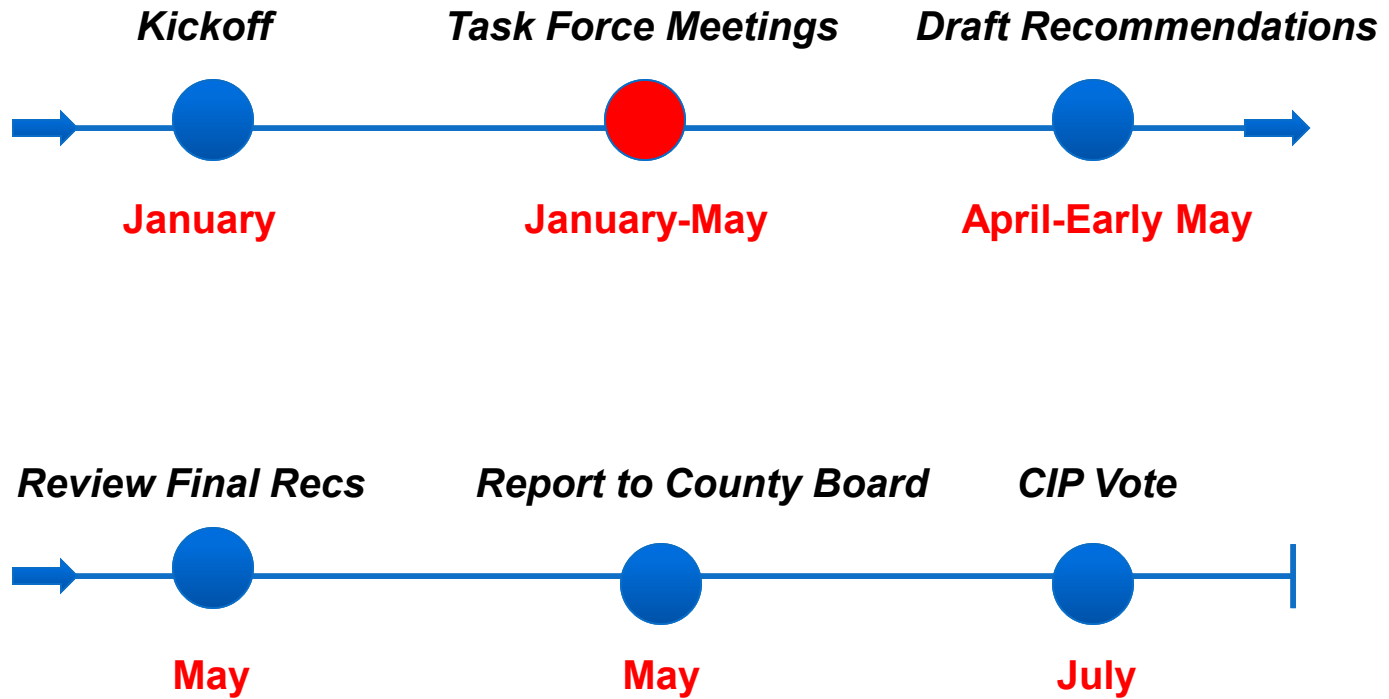 Kickoff
Task Force Meetings
Draft Recommendations
January
January-May
April-Early May
Review Final Recs
Report to County Board
CIP Vote
May
May
July